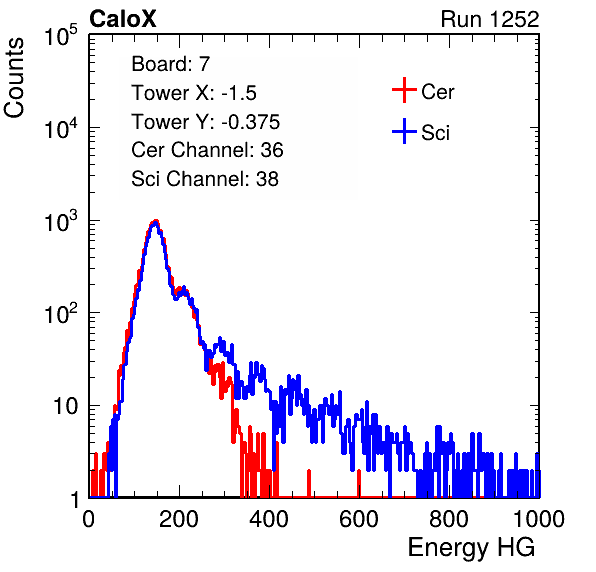 CaloX Run 1252
Counts
10^5
10^4
10^3
10^2
10
1
Board: 7
Tower X: -1.5
Tower Y: -0.375
Cer Channel: 36
Sci Channel: 38
Cer
Sci
0 200 400 600 800 1000
Energy HG